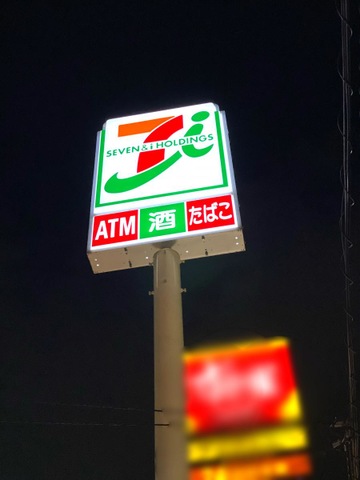 SEVEN & i HOLDINGS
ATM 酒 たばこ